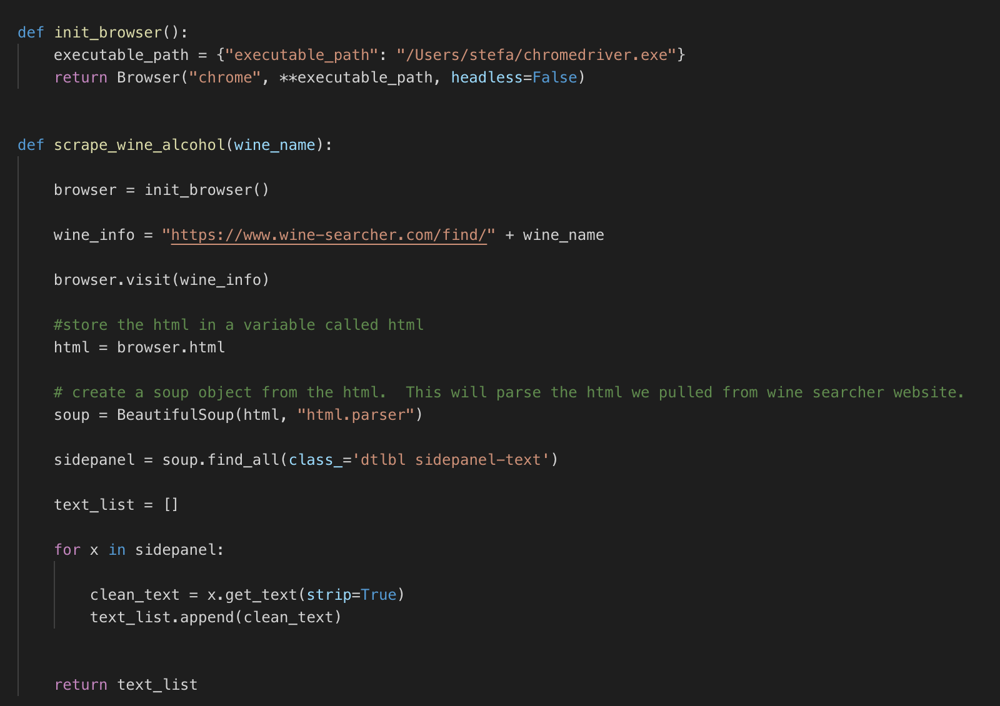 def init_browser():
    executable_path = {"executable_path": "/Users/stefa/chromedriver.exe"}
    return Browser("chrome", **executable_path, headless=False)
def scrape_wine_alcohol(wine_name):
    browser = init_browser()
    wine_info = "https://www.wine-searcher.com/find/" + wine_name
    browser.visit(wine_info)
    #store the html in a variable called html
    html = browser.html
    # create a soup object from the html.  This will parse the html we pulled from wine searcher website.
    soup = BeautifulSoup(html, "html.parser")
    sidepanel = soup.find_all(class_='dtlbl sidepanel-text')
    text_list = []
    for x in sidepanel:
        clean_text = x.get_text(strip=True)
        text_list.append(clean_text)
    return text_list